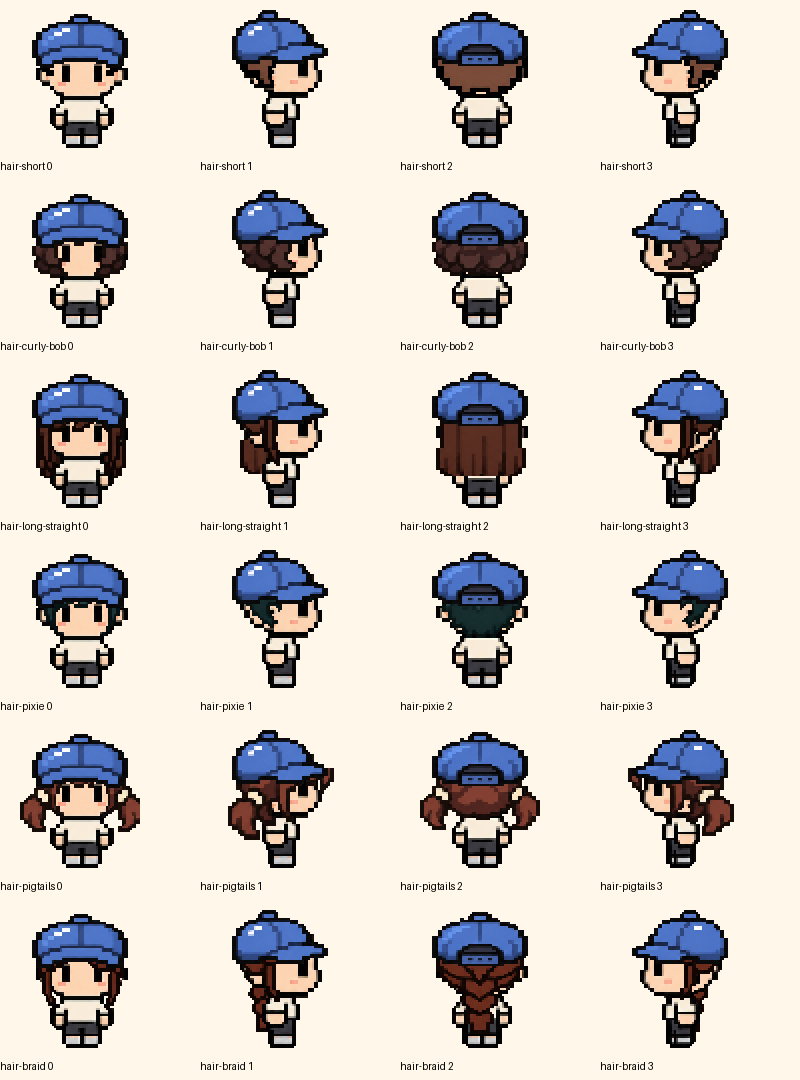 hair-short 0 hair-short 1 hair-short 2 hair-short 3
hair-curly-bob 0 hair-curly-bob 1 hair-curly-bob 2 hair-curly-bob 3
hair-long-straight 0 hair-long-straight 1 hair-long-straight 2 hair-long-straight 3
hair-pixie 0 hair-pixie 1 hair-pixie 2 hair-pixie 3
hair-pigtails 0 hair-pigtails 1 hair-pigtails 2 hair-pigtails 3
hair-braid 0 hair-braid 1 hair-braid 2 hair-braid 3